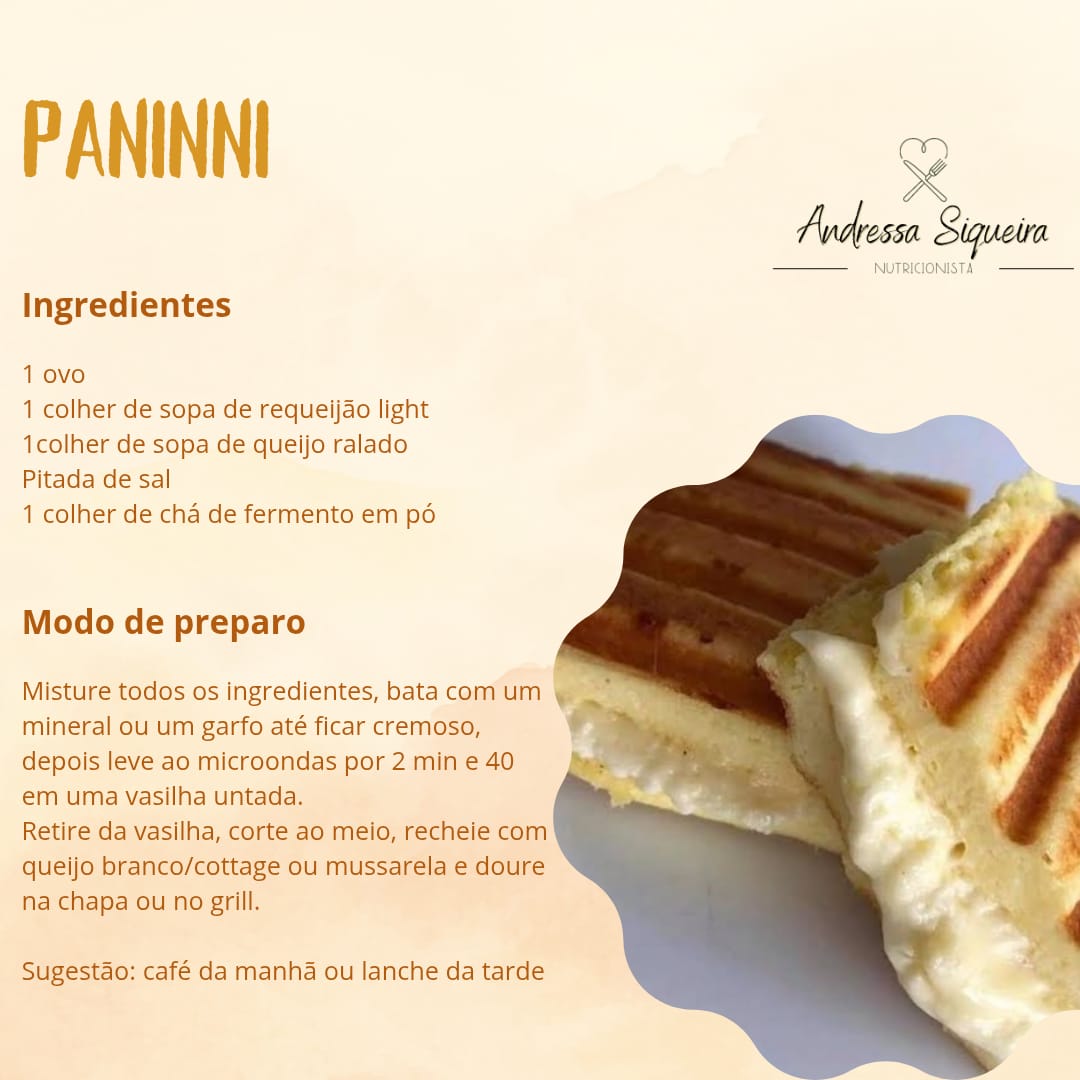 PANINNI
Andressa Siqueira
NUTRICIONISTA
Ingredientes
1 ovo
1 colher de sopa de requeijão light
1colher de sopa de queijo ralado
Pitada de sal
1 colher de chá de fermento em pó
Modo de preparo
Misture todos os ingredientes, bata com um
mineral ou um garfo até ficar cremoso,
depois leve ao microondas por 2 min e 40
em uma vasilha untada.
Retire da vasilha, corte ao meio, recheie com
queijo branco/cottage ou mussarela e doure
na chapa ou no grill.
Sugestão: café da manhã ou lanche da tarde